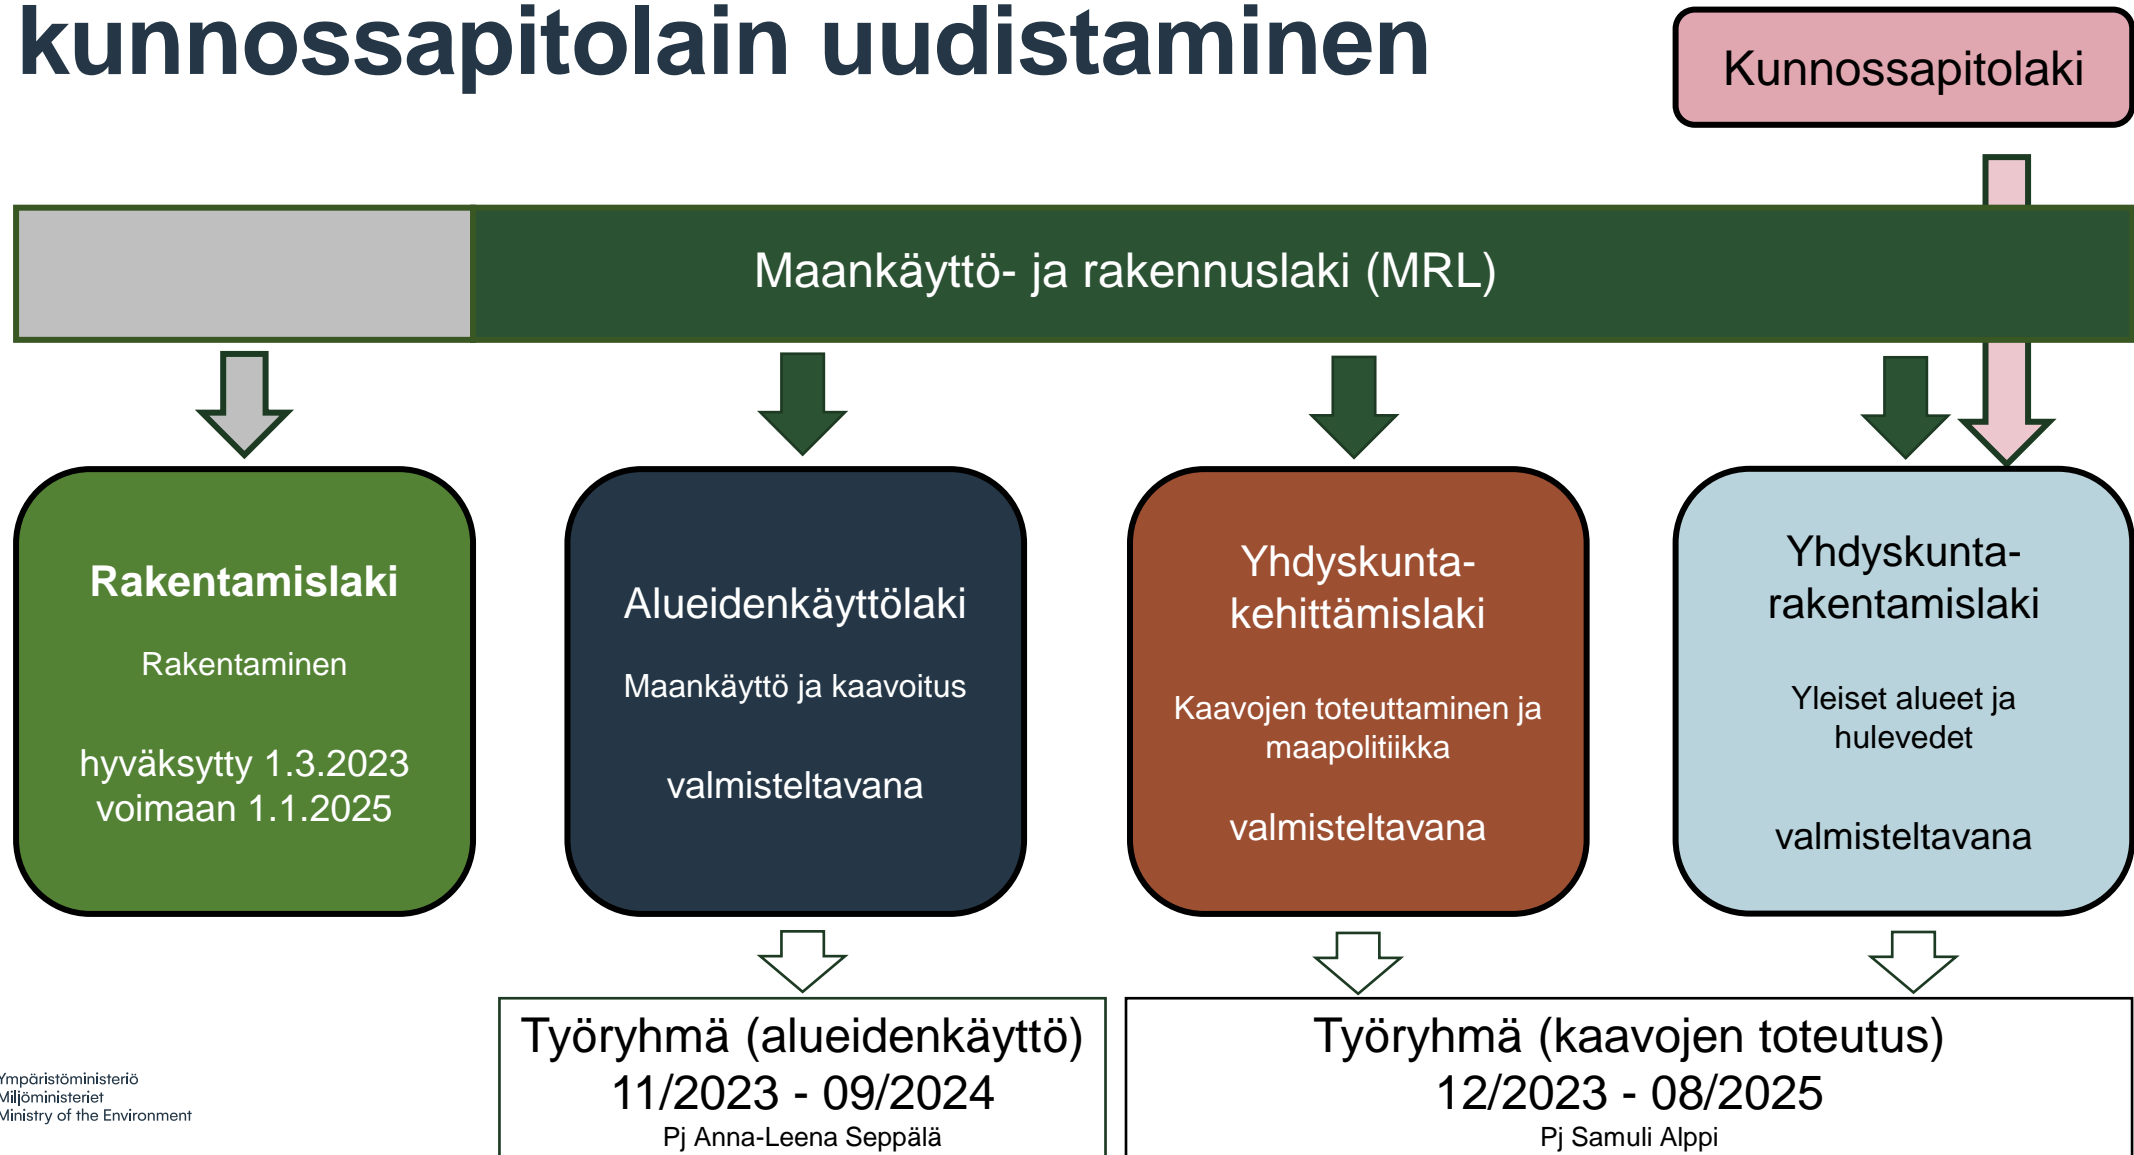 kunnossapitolain uudistaminen
Kunnossapitolaki
Maankäyttö- ja rakennuslaki (MRL)
Rakentamislaki
Rakentaminen
hyväksytty 1.3.2023
voimaan 1.1.2025
Alueidenkäyttölaki
Maankäyttö ja kaavoitus
valmisteltavana
Yhdyskunta-
kehittämislaki
Kaavojen toteuttaminen ja
maapolitiikka
valmisteltavana
Yhdyskunta-
rakentamislaki
Yleiset alueet ja
hulevedet
valmisteltavana
Työryhmä (alueidenkäyttö)
11/2023 - 09/2024
Pj Anna-Leena Seppälä
Työryhmä (kaavojen toteutus)
12/2023 - 08/2025
Pj Samuli Alppi
Ympäristöministeriö
Miljöministeriet
Ministry of the Environment